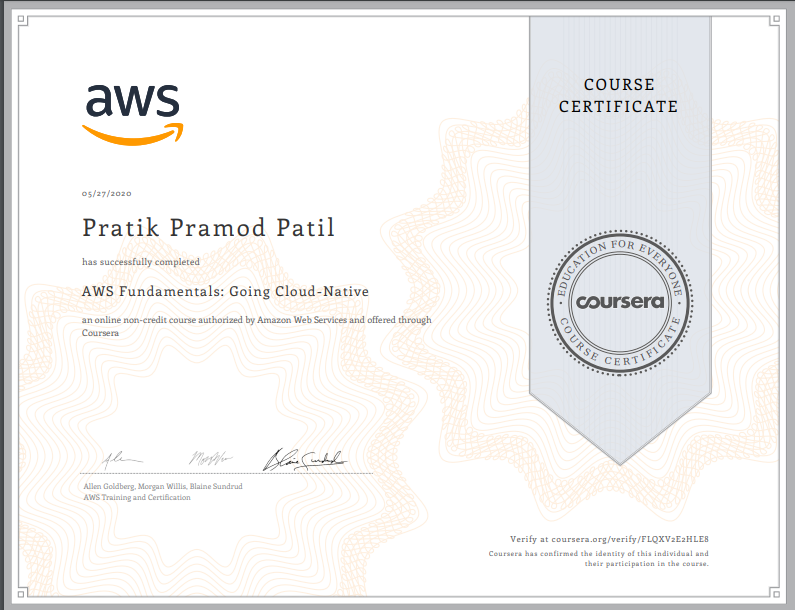 aws
05/27/2020
Pratik Pramod Patil
has successfully completed
AWS Fundamentals: Going Cloud-Native
an online non-credit course authorized by Amazon Web Services and offered through
Coursera
Allen Goldberg, Morgan Willis, Blaine Sundrud
AWS Training and Certification
COURSE
CERTIFICATE
EDUCATION FOR EVERYONE
coursera
COURSE CERTIFICATE
Verify at coursera.org/verify/FLQXV2E2HLE8
Coursera has confirmed the identity of this individual and
their participation in the course.